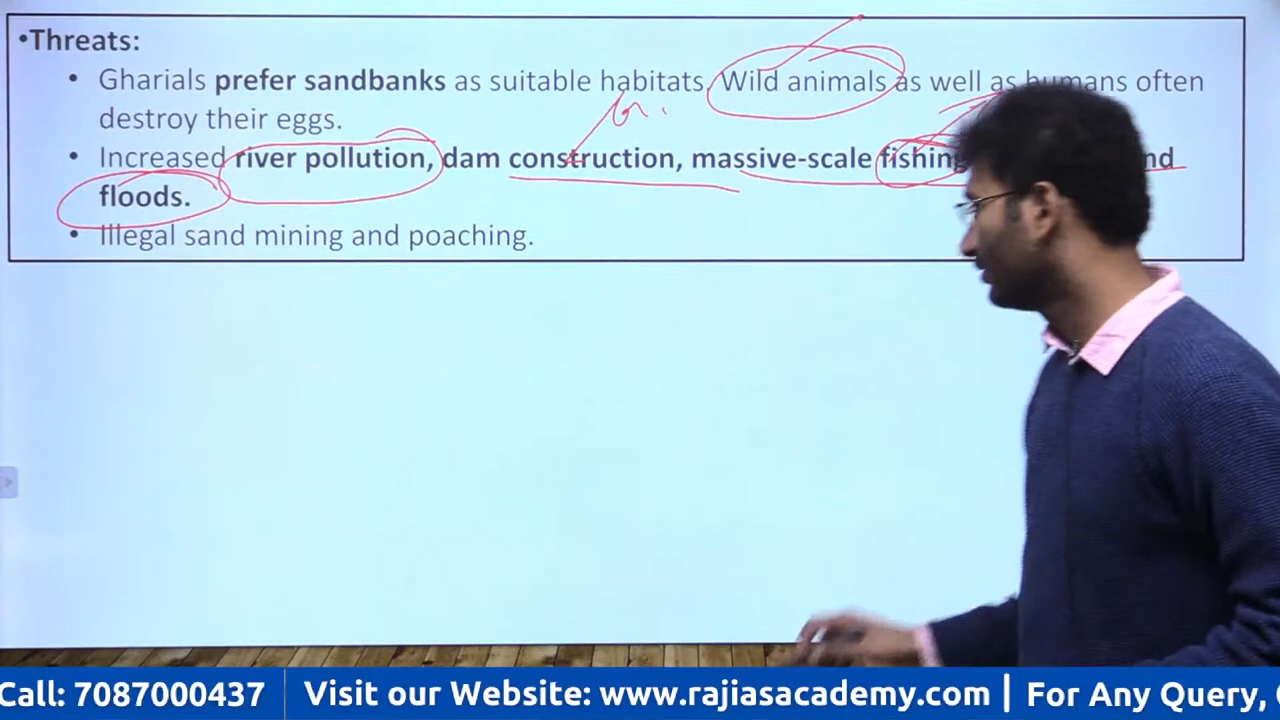 •Threats:
• Gharials prefer sandbanks as suitable habitats. Wild animals as well as humans often
destroy their eggs.
• Increased river pollution, dam construction, massive-scale fishing nd
floods.
• Illegal sand mining and poaching.
Call: 7087000437 Visit our Website: www.rajiasacademy.com | For Any Query,